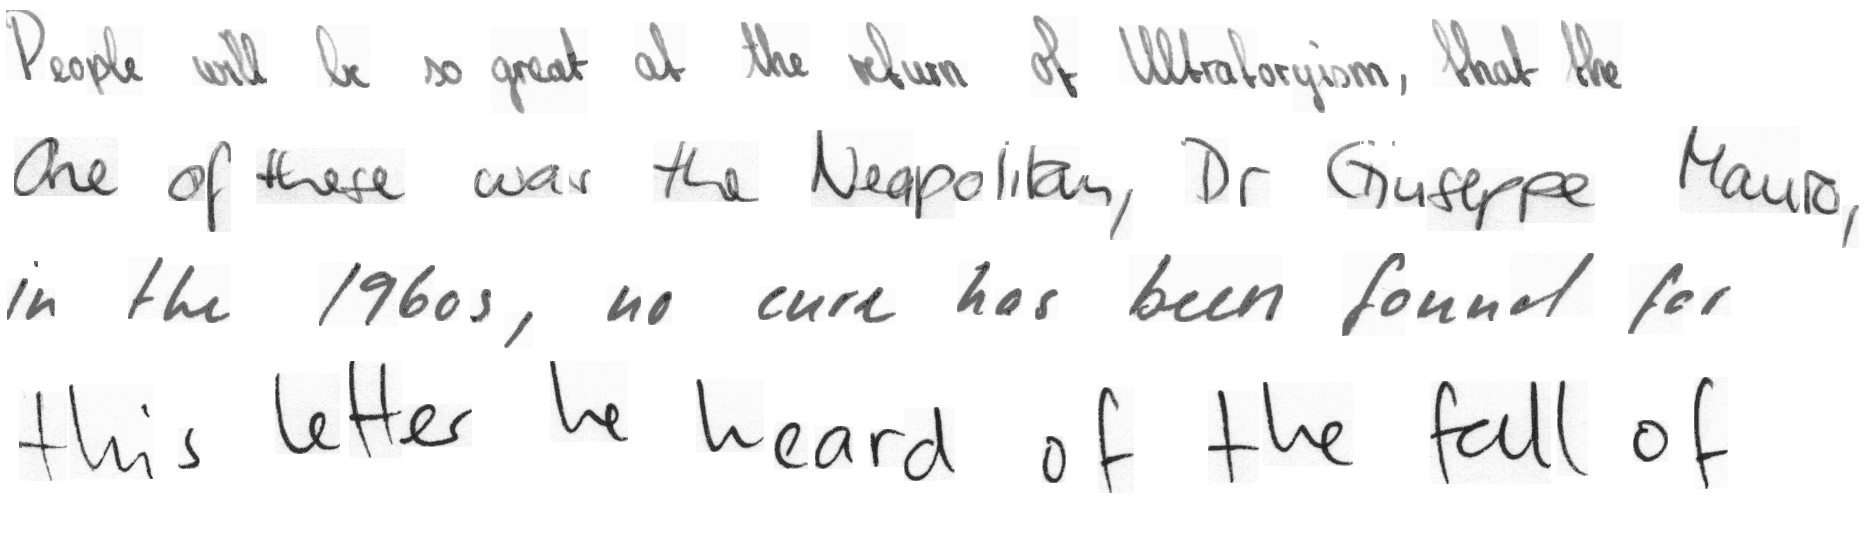 People will be so great at the return of Ultratoryism, that the
One of these was the Neapolitan, Dr Giuseppe Mauro,
in the 1960s, no cure has been found for
this letter he heard of the fall of